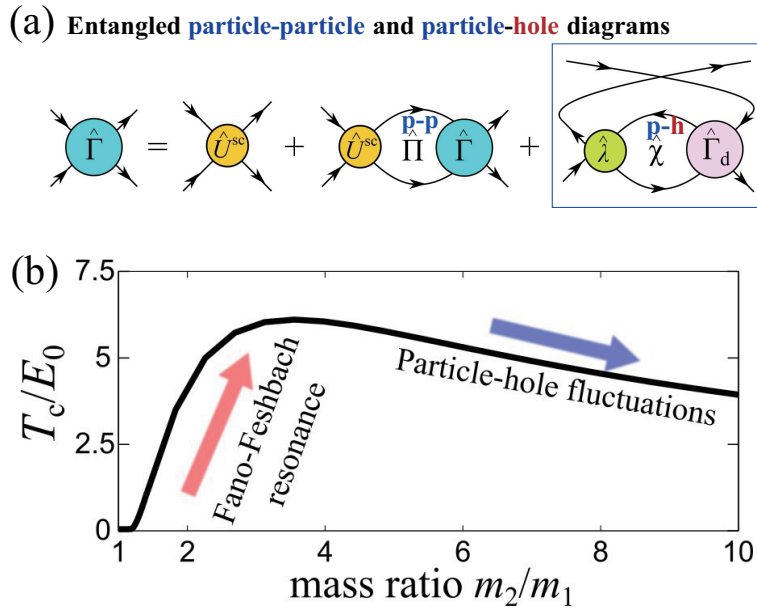 (a) Entangled particle-particle and particle-hole diagrams
Γ̂ = Û^sc + Û^sc p-p Π̂ Γ̂ + λ̂ p-h χ̂ Γ̂_d
(b)
7.5
5
2.5
0
T_c/E_0
Fano-Feshbach
resonance
Particle-hole fluctuations
1 2 4 6 8 10
mass ratio m_2/m_1